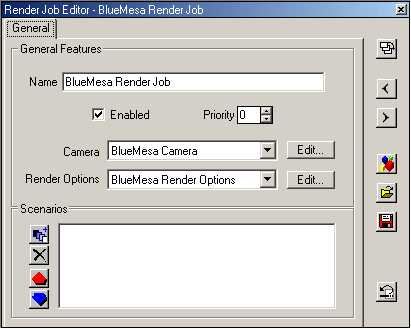 Render Job Editor - BlueMesa Render Job
General
General Features
Name BlueMesa Render Job
Enabled Priority 0
Camera BlueMesa Camera Edit...
Render Options BlueMesa Render Options Edit...
Scenarios